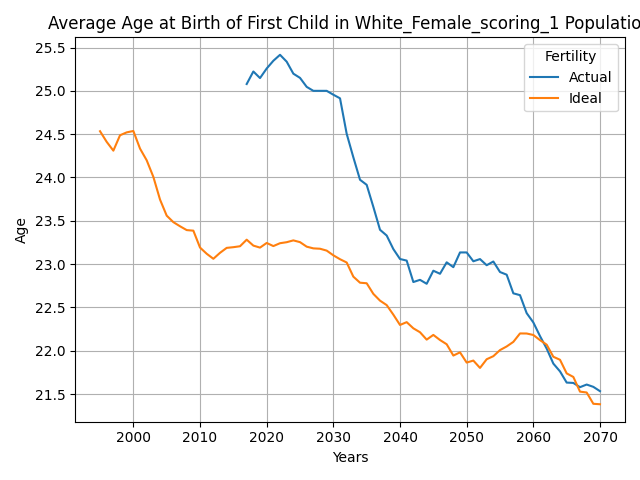 Average Age at Birth of First Child in White_Female_scoring_1 Populatio
Fertility
Actual
Ideal
25.5
25.0
24.5
24.0
23.5
23.0
22.5
22.0
21.5
Age
2000 2010 2020 2030 2040 2050 2060 2070
Years